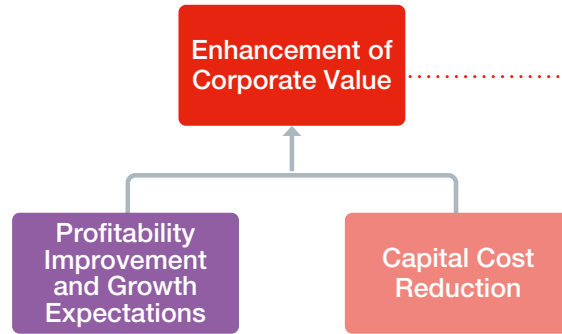 Enhancement of
Corporate Value
Profitability
Improvement
and Growth
Expectations
Capital Cost
Reduction